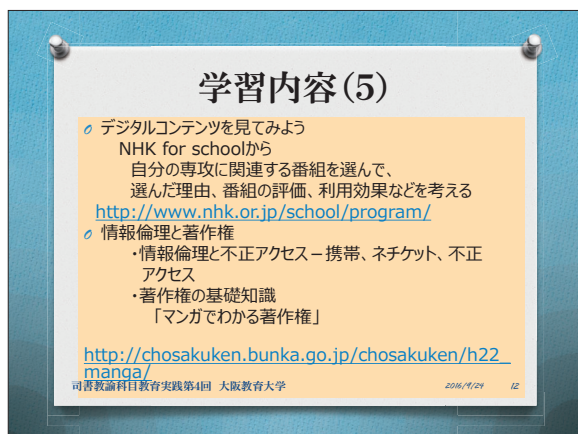 学習内容(5)
デジタルコンテンツを見てみよう
NHK for schoolから
自分の専攻に関連する番組を選んで、
選んだ理由、番組の評価、利用効果などを考える
http://www.nhk.or.jp/school/program/
情報倫理と著作権
・情報倫理と不正アクセス－携帯、ネチケット、不正
アクセス
・著作権の基礎知識
「マンガでわかる著作権」
http://chosakuken.bunka.go.jp/chosakuken/h22_
manga/
司書教諭科目教育実践第4回 大阪教育大学 2016/9/24 12